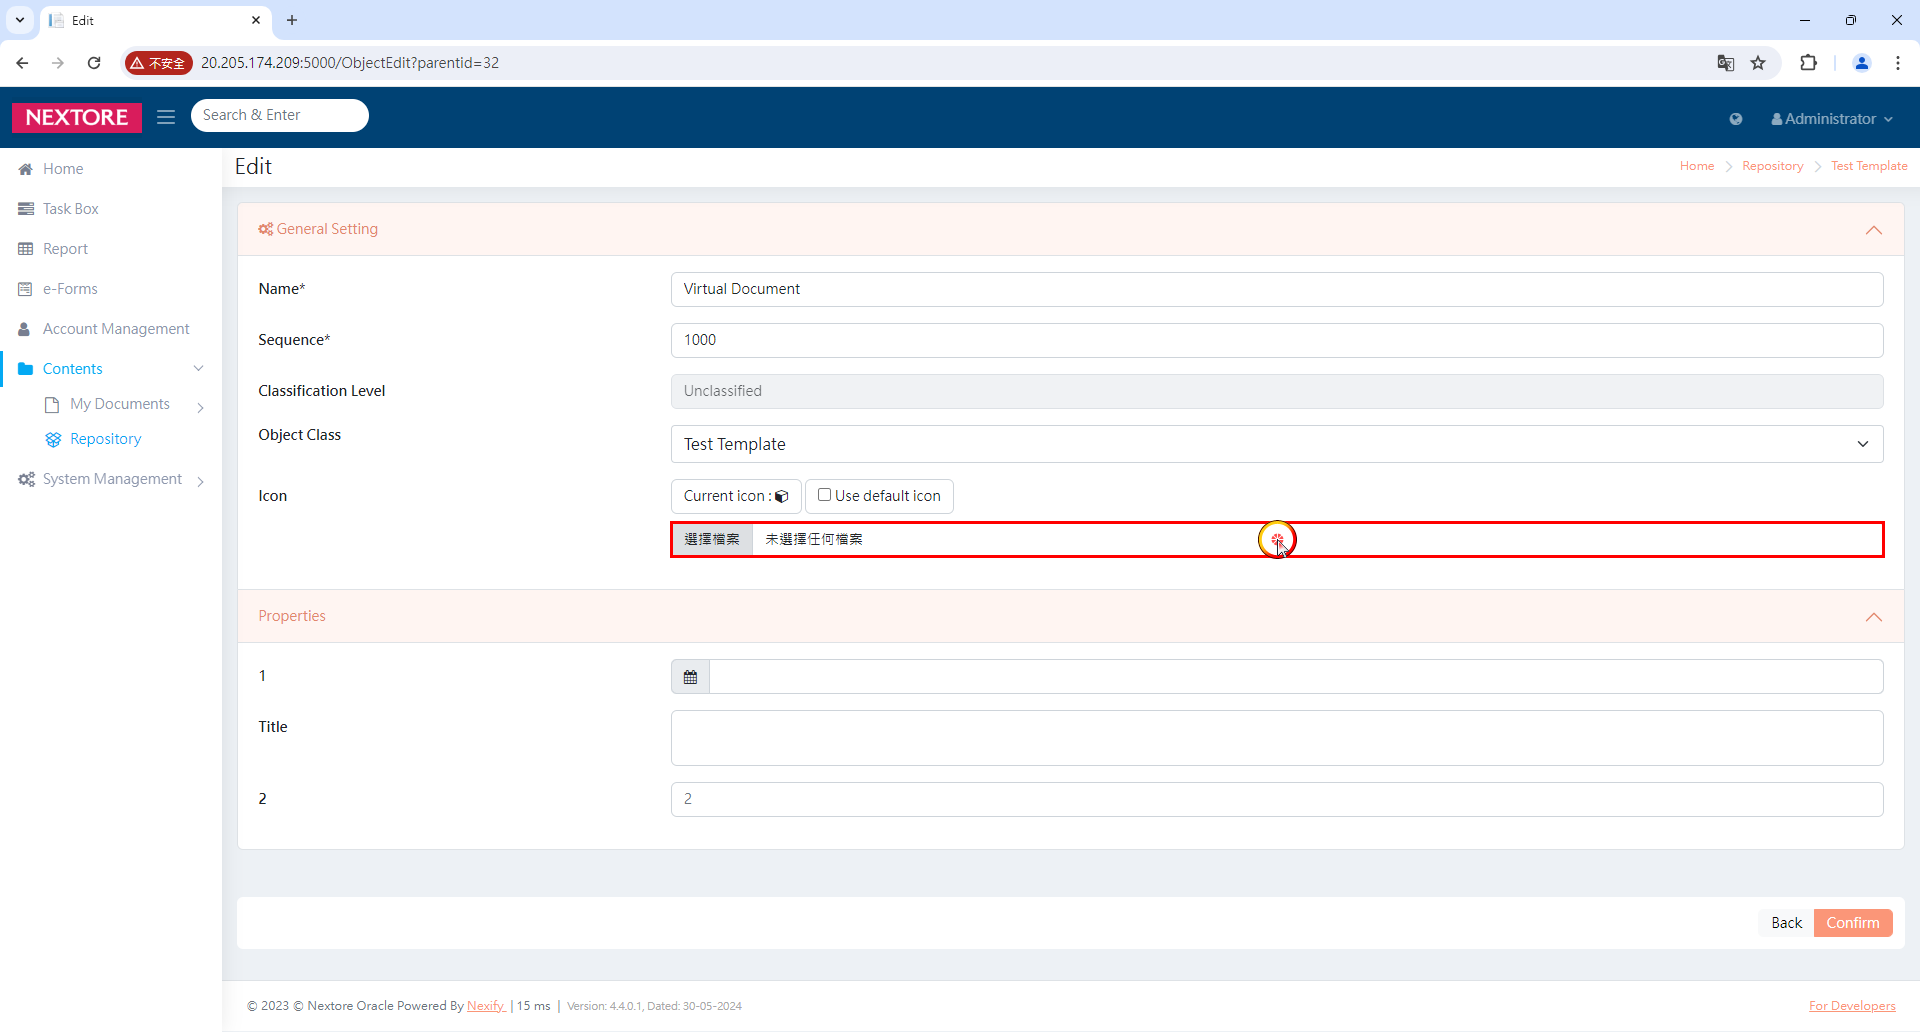 Edit
不安全
20.205.174.209:5000/ObjectEdit?parentid=32
NEXTORE
Search & Enter
Administrator
Home
Task Box
Report
e-Forms
Account Management
Contents
My Documents
Repository
System Management
Edit
Home
Repository
Test Template
General Setting
Name*
Virtual Document
Sequence*
1000
Classification Level
Unclassified
Object Class
Test Template
Icon
Current icon :
Use default icon
選擇檔案
未選擇任何檔案
Properties
1
Title
2
2
Back
Confirm
© 2023 © Nextore Oracle Powered By Nexify | 15 ms | Version: 4.4.0.1, Dated: 30-05-2024
For Developers